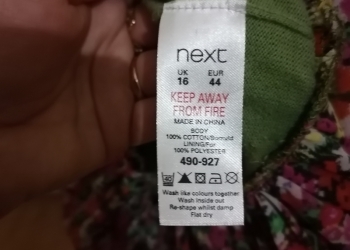 next
UK EUR
16 44
KEEP AWAY
FROM FIRE
MADE IN CHINA
BODY
100% COTTON/Bumuld
LINING/For
100% POLYESTER
490-927
Wash like colours together
Wash inside out
Re-shape whilst damp
Flat dry